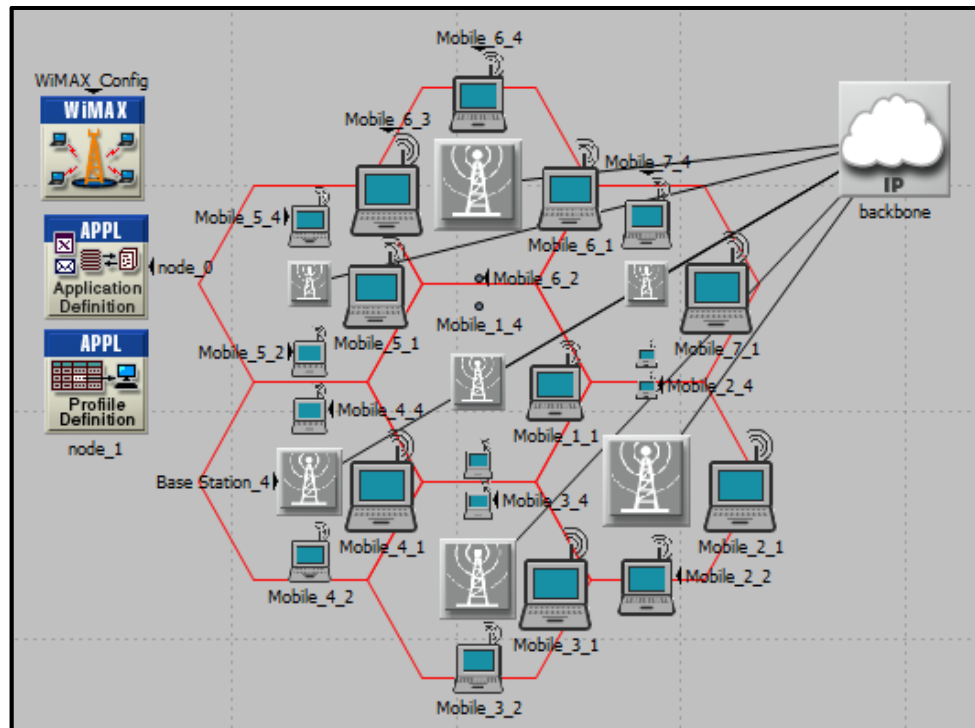 Mobile_6_4
WiMAX_Config
WiMAX
Mobile_6_3
Mobile_7_4
IP
backbone
Mobile_5_4
Mobile_6_1
APPL
Application
Definition
node_0
Mobile_6_2
Mobile_1_4
Mobile_5_2
Mobile_5_1
Mobile_7_1
APPL
Profile
Definition
node_1
Mobile_2_4
Mobile_4_4
Mobile_1_1
Base Station_4
Mobile_3_4
Mobile_4_1
Mobile_2_1
Mobile_4_2
Mobile_2_2
Mobile_3_1
Mobile_3_2